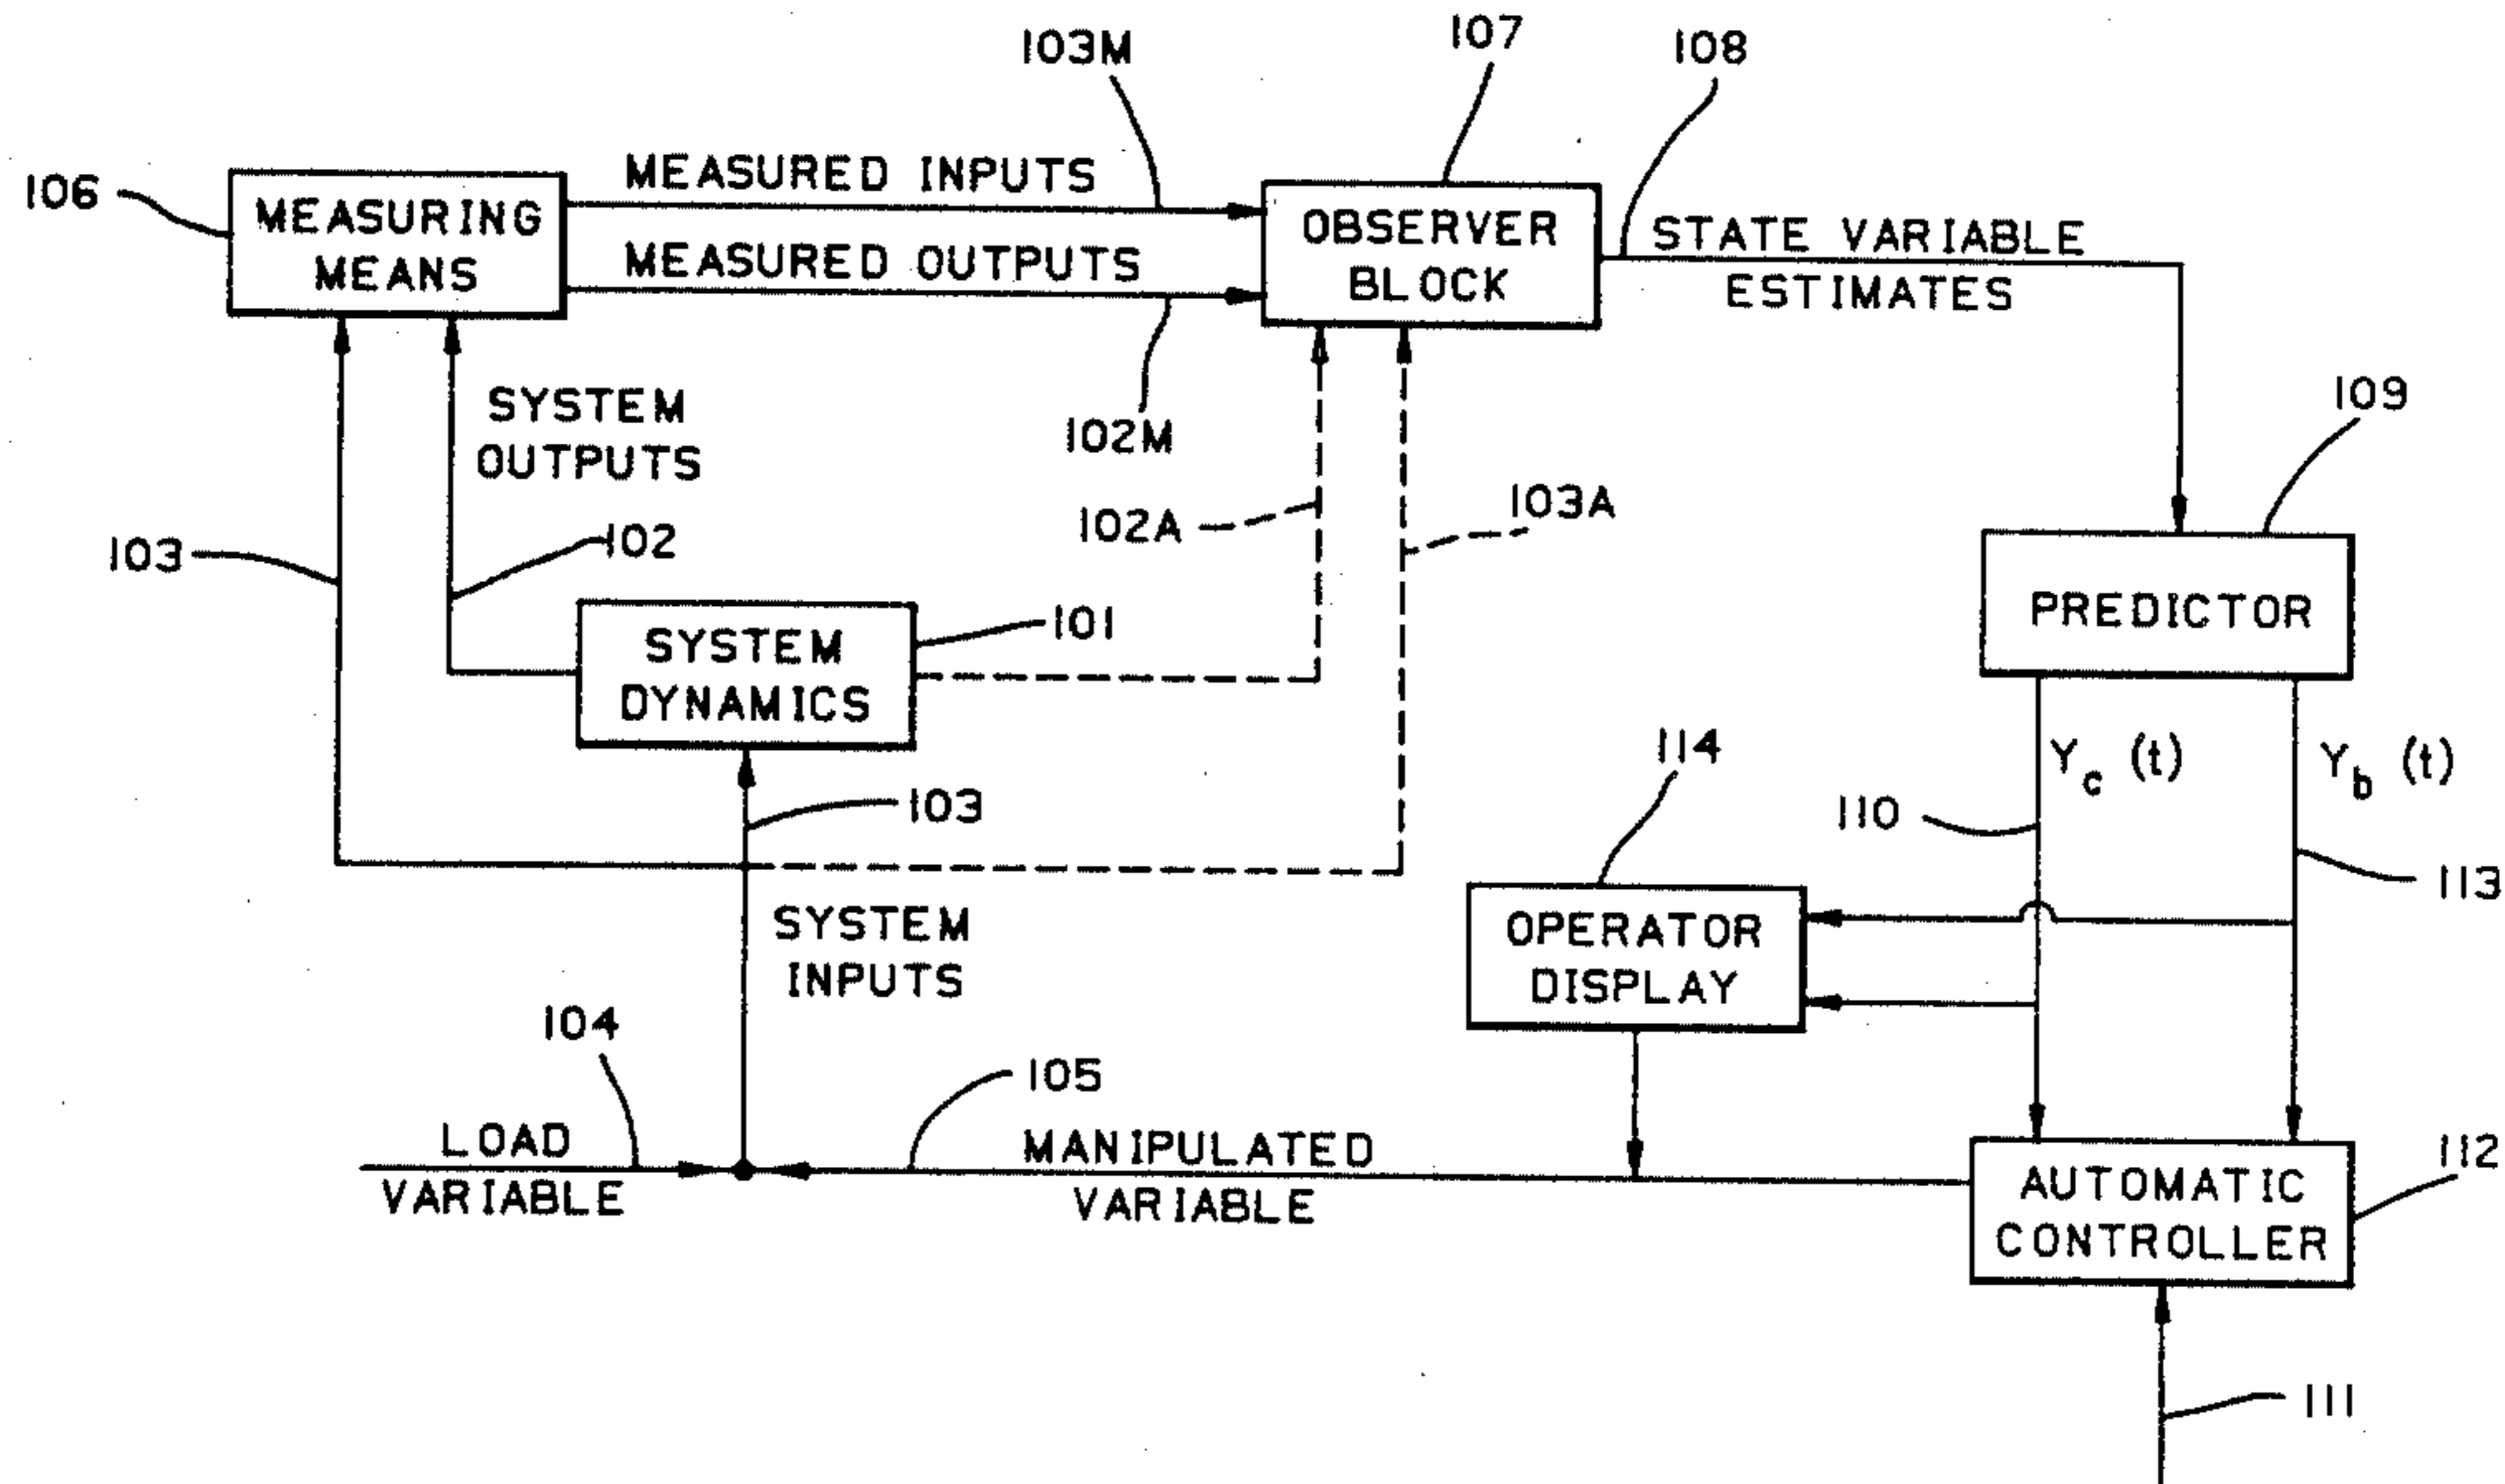 103M
107
108
106
MEASURING
MEANS
MEASURED INPUTS
MEASURED OUTPUTS
OBSERVER
BLOCK
STATE VARIABLE
ESTIMATES
SYSTEM
OUTPUTS
102M
109
103
102
102A
103A
PREDICTOR
SYSTEM
DYNAMICS
101
103
114
Yc (t)
Yb (t)
110
113
OPERATOR
DISPLAY
SYSTEM
INPUTS
104
105
LOAD
VARIABLE
MANIPULATED
VARIABLE
AUTOMATIC
CONTROLLER
112
111